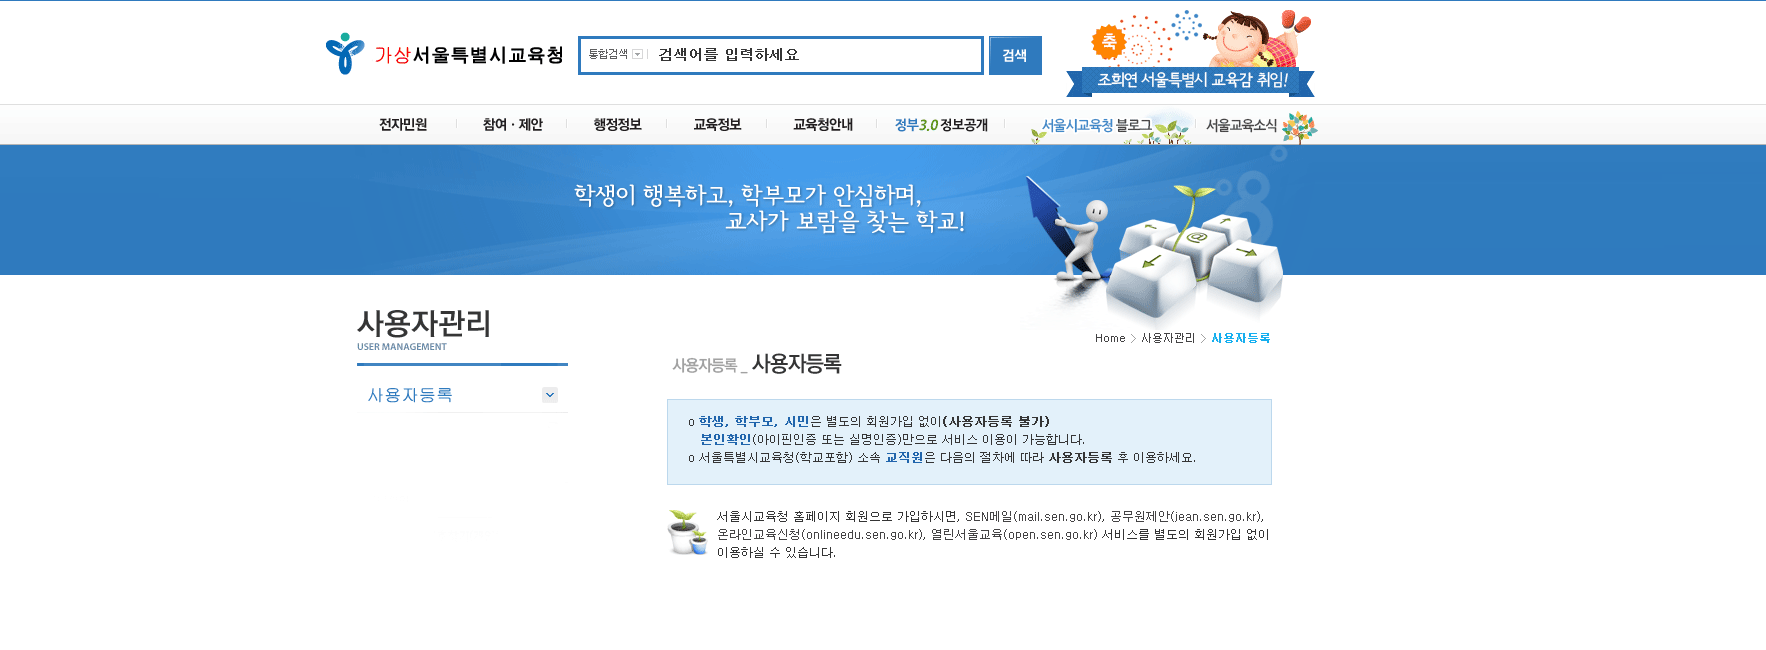 가상서울특별시교육청
통합검색
검색어를 입력하세요
검색
축
조희연 서울특별시 교육감 취임!
전자민원
참여 · 제안
행정정보
교육정보
교육청안내
정부3.0 정보공개
서울시교육청 블로그
서울교육소식
학생이 행복하고, 학부모가 안심하며,
교사가 보람을 찾는 학교!
@
사용자관리
USER MANAGEMENT
사용자등록
Home > 사용자관리 > 사용자등록
사용자등록 _ 사용자등록
o 학생, 학부모, 시민은 별도의 회원가입 없이(사용자등록 불가)
본인확인(아이핀인증 또는 실명인증)만으로 서비스 이용이 가능합니다.
o 서울특별시교육청(학교포함) 소속 교직원은 다음의 절차에 따라 사용자등록 후 이용하세요.
서울시교육청 홈페이지 회원으로 가입하시면, SEN메일(mail.sen.go.kr), 공무원제안(jean.sen.go.kr),
온라인교육신청(onlineedu.sen.go.kr), 열린서울교육(open.sen.go.kr) 서비스를 별도의 회원가입 없이
이용하실 수 있습니다.